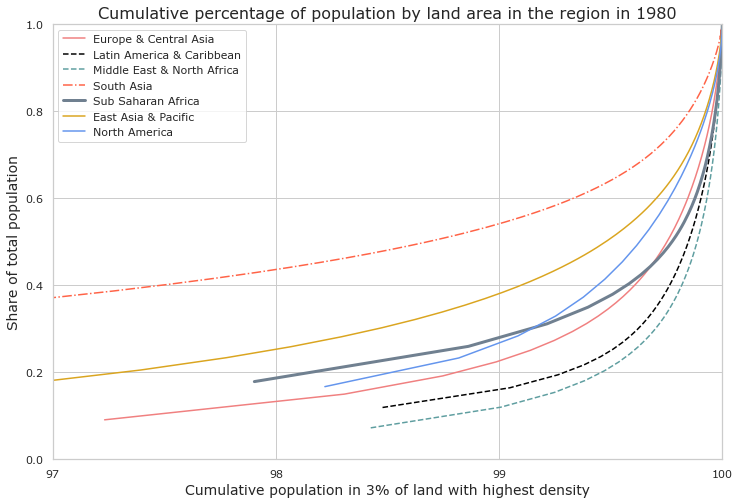 Cumulative percentage of population by land area in the region in 1980
1.0
Europe & Central Asia
Latin America & Caribbean
Middle East & North Africa
South Asia
Sub Saharan Africa
East Asia & Pacific
North America
0.8
0.6
0.4
0.2
0.0
Share of total population
97 98 99 100
Cumulative population in 3% of land with highest density